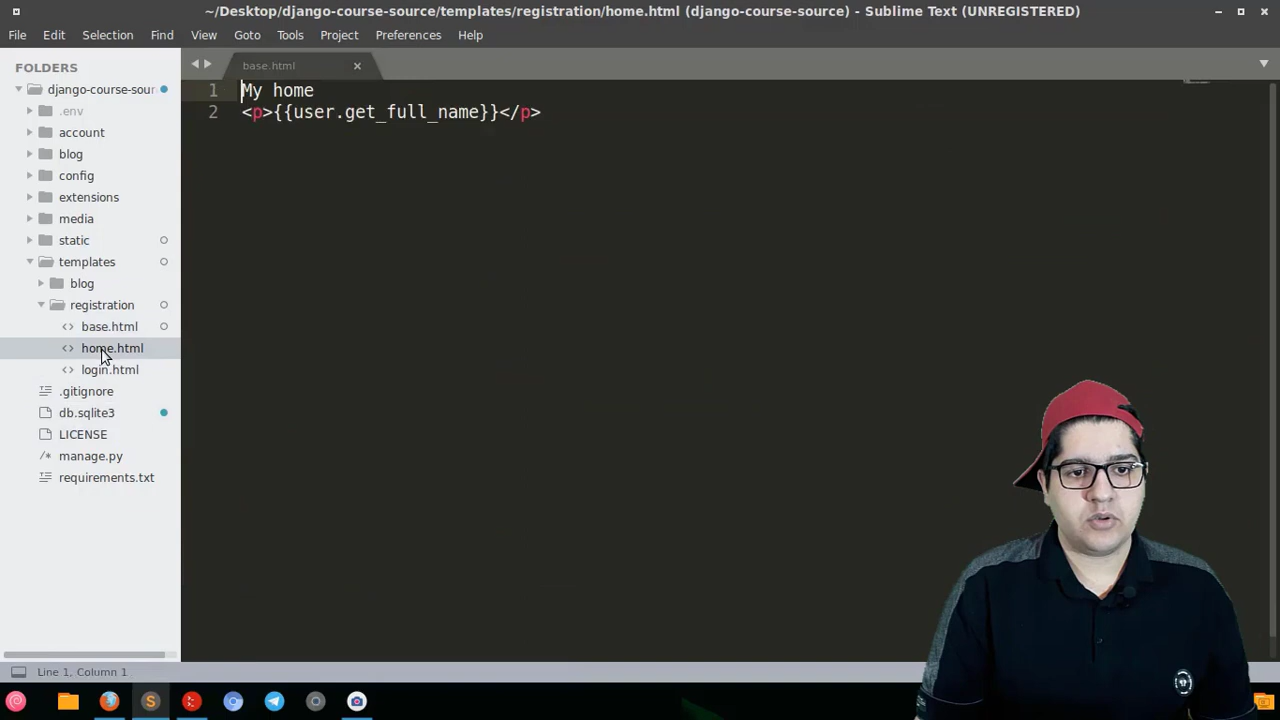 ~/Desktop/django-course-source/templates/registration/home.html (django-course-source) - Sublime Text (UNREGISTERED)
File Edit Selection Find View Goto Tools Project Preferences Help
FOLDERS
django-course-sour
.env
account
blog
config
extensions
media
static
templates
blog
registration
base.html
home.html
login.html
.gitignore
db.sqlite3
LICENSE
manage.py
requirements.txt
base.html
1 My home
2 <p>{{user.get_full_name}}</p>
Line 1, Column 1